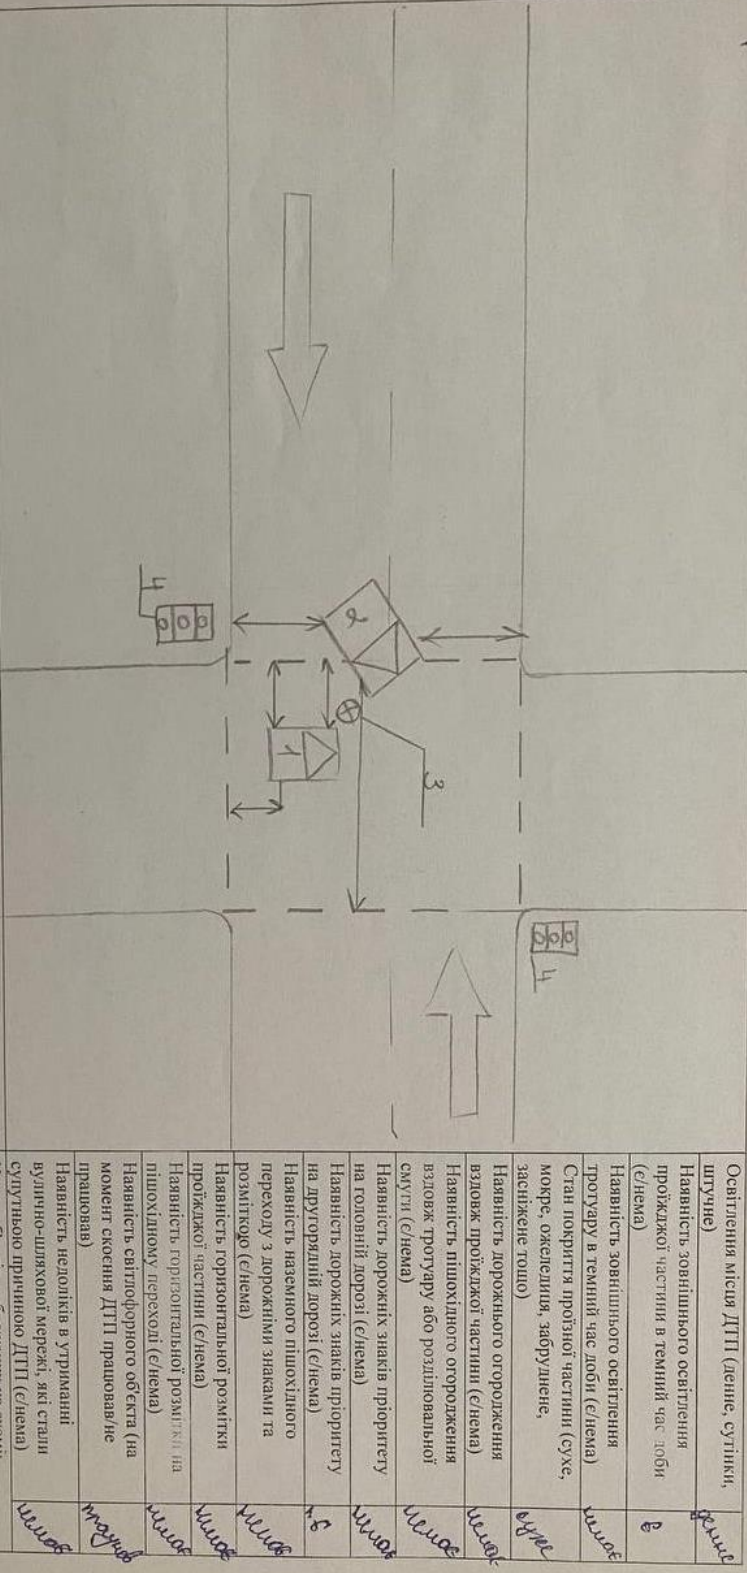 Освітлення місця ДТП (денне, сутінки,
штучне)
денне
Наявність зовнішнього освітлення
проїжджої частини в темний час доби
(є/нема)
є
Наявність зовнішнього освітлення
тротуару в темний час доби (є/нема)
немає
Стан покриття проїзної частини (сухе,
мокре, ожеледиця, забруднене,
засніжене тощо)
сухе
Наявність дорожнього огородження
вздовж проїжджої частини (є/нема)
немає
Наявність пішохідного огородження
вздовж тротуару або розділювальної
смуги (є/нема)
немає
Наявність дорожніх знаків пріоритету
на головній дорозі (є/нема)
немає
Наявність дорожніх знаків пріоритету
на другорядній дорозі (є/нема)
Наявність наземного пішохідного
переходу з дорожніми знаками та
розміткою (є/нема)
немає
Наявність горизонтальної розмітки
проїжджої частини (є/нема)
немає
Наявність горизонтальної розмітки на
пішохідному переході (є/нема)
немає
Наявність світлофорного об'єкта (на
момент скоєння ДТП працював/не
працював)
працював
Наявність недоліків в утриманні
вулично-шляхової мережі, які стали
супутньою причиною ДТП (є/нема)
немає
4
2
1
3
4